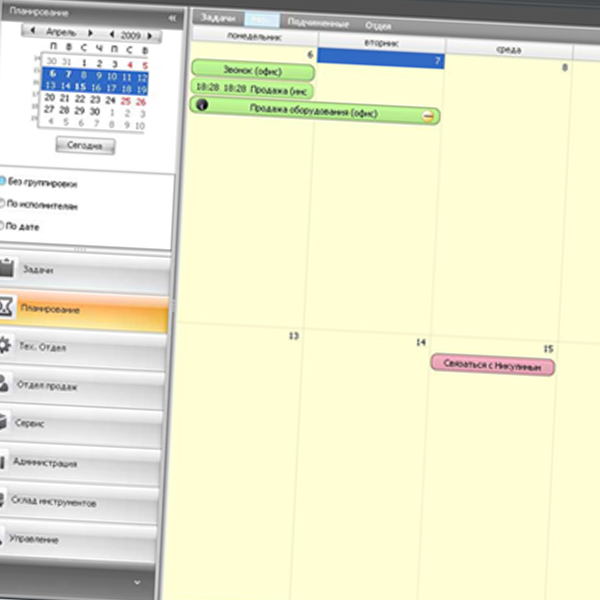 Планирование
«
Апрель 2009
П В С Ч П С В
30 31 1 2 3 4 5
6 7 8 9 10 11 12
13 14 15 16 17 18 19
20 21 22 23 24 25 26
27 28 29 30 1 2 3
4 5 6 7 8 9 10
Сегодня
Без группировки
По исполнителям
По дате
Задачи
Планирование
Тех. Отдел
Отдел продаж
Сервис
Администрация
Склад инструментов
Управление
Задачи Подчиненные Отдел
понедельник вторник среда
6 7 8
Звонок (офис)
18:28 18:28 Продажа (инс
Продажа оборудования (офис)
13 14 15
Связаться с Никулиным